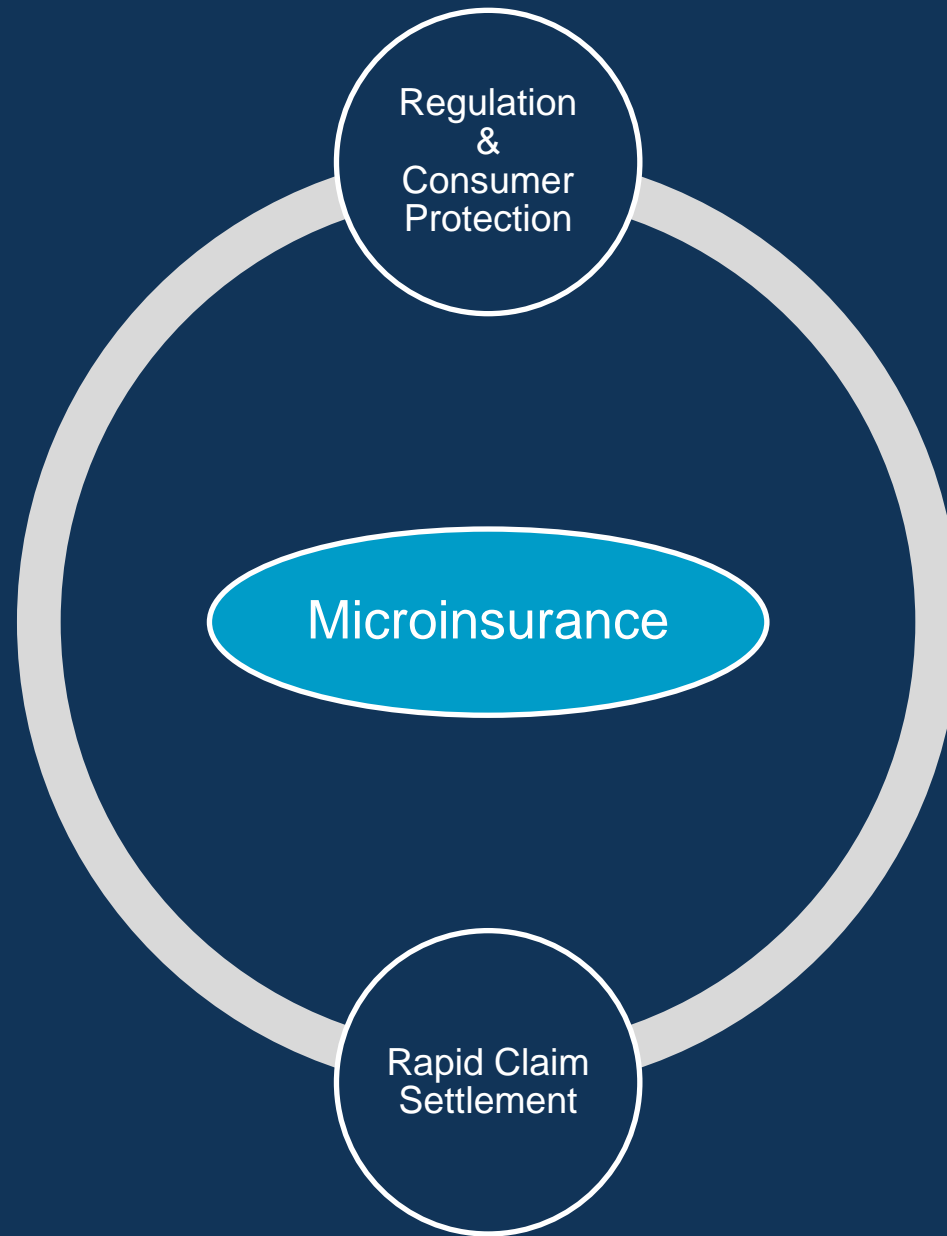 Regulation
&
Consumer
Protection
Microinsurance
Rapid Claim
Settlement